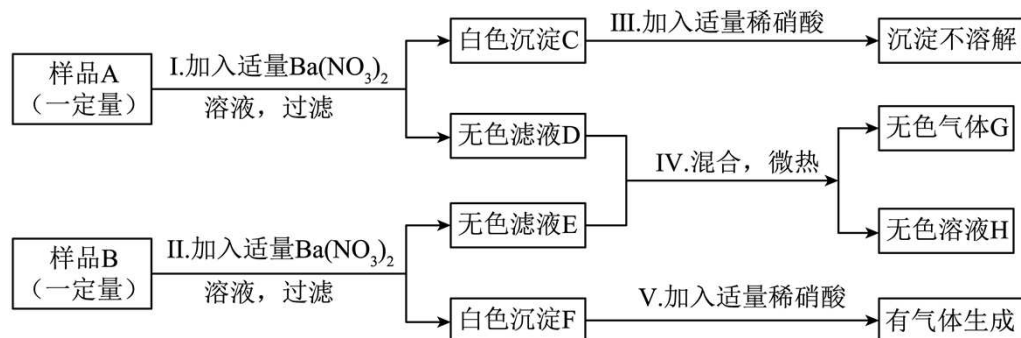 样品A
（一定量）
I.加入适量Ba(NO₃)₂
溶液，过滤
白色沉淀C
III.加入适量稀硝酸
沉淀不溶解
无色滤液D
IV.混合，微热
无色气体G
无色溶液H
样品B
（一定量）
II.加入适量Ba(NO₃)₂
溶液，过滤
无色滤液E
白色沉淀F
V.加入适量稀硝酸
有气体生成